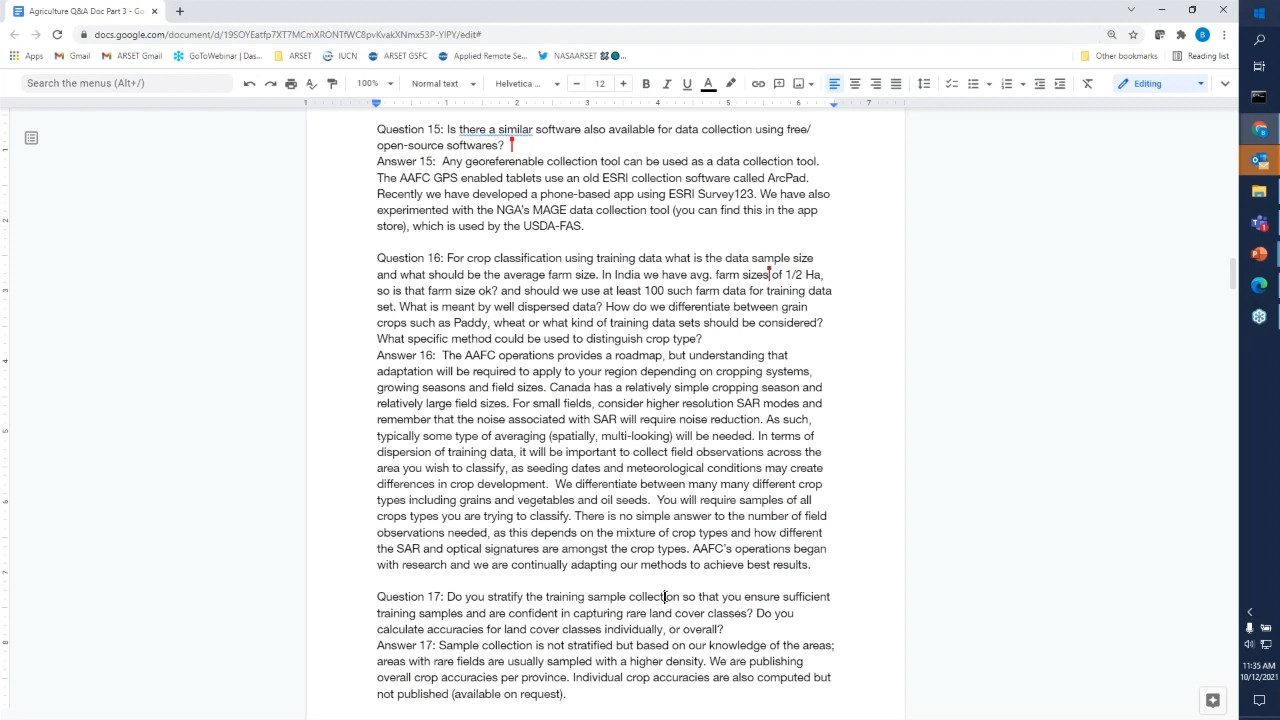 Agriculture Q&A Doc Part 3 - Go
docs.google.com/document/d/19SOYEatfp7XT7MCmXRONTfWC8pvKvakXNmx53P-YlPY/edit#
Apps
Gmail
ARSET Gmail
GoToWebinar | Das...
ARSET
IUCN
ARSET GSFC
Applied Remote Se...
NASAARSET
Other bookmarks
Reading list
Search the menus (Alt+/)
100%
Normal text
Helvetica ...
12
Editing
1 1 2 3 4 5 6 7
Question 15: Is there a similar software also available for data collection using free/
open-source softwares?
Answer 15:  Any georeferenable collection tool can be used as a data collection tool.
The AAFC GPS enabled tablets use an old ESRI collection software called ArcPad.
Recently we have developed a phone-based app using ESRI Survey123. We have also
experimented with the NGA's MAGE data collection tool (you can find this in the app
store), which is used by the USDA-FAS.
Question 16: For crop classification using training data what is the data sample size
and what should be the average farm size. In India we have avg. farm sizes of 1/2 Ha,
so is that farm size ok? and should we use at least 100 such farm data for training data
set. What is meant by well dispersed data? How do we differentiate between grain
crops such as Paddy, wheat or what kind of training data sets should be considered?
What specific method could be used to distinguish crop type?
Answer 16:  The AAFC operations provides a roadmap, but understanding that
adaptation will be required to apply to your region depending on cropping systems,
growing seasons and field sizes. Canada has a relatively simple cropping season and
relatively large field sizes. For small fields, consider higher resolution SAR modes and
remember that the noise associated with SAR will require noise reduction. As such,
typically some type of averaging (spatially, multi-looking) will be needed. In terms of
dispersion of training data, it will be important to collect field observations across the
area you wish to classify, as seeding dates and meteorological conditions may create
differences in crop development.  We differentiate between many many different crop
types including grains and vegetables and oil seeds.  You will require samples of all
crops types you are trying to classify. There is no simple answer to the number of field
observations needed, as this depends on the mixture of crop types and how different
the SAR and optical signatures are amongst the crop types. AAFC's operations began
with research and we are continually adapting our methods to achieve best results.
Question 17: Do you stratify the training sample collection so that you ensure sufficient
training samples and are confident in capturing rare land cover classes? Do you
calculate accuracies for land cover classes individually, or overall?
Answer 17: Sample collection is not stratified but based on our knowledge of the areas;
areas with rare fields are usually sampled with a higher density. We are publishing
overall crop accuracies per province. Individual crop accuracies are also computed but
not published (available on request).
11:35 AM
10/12/2021